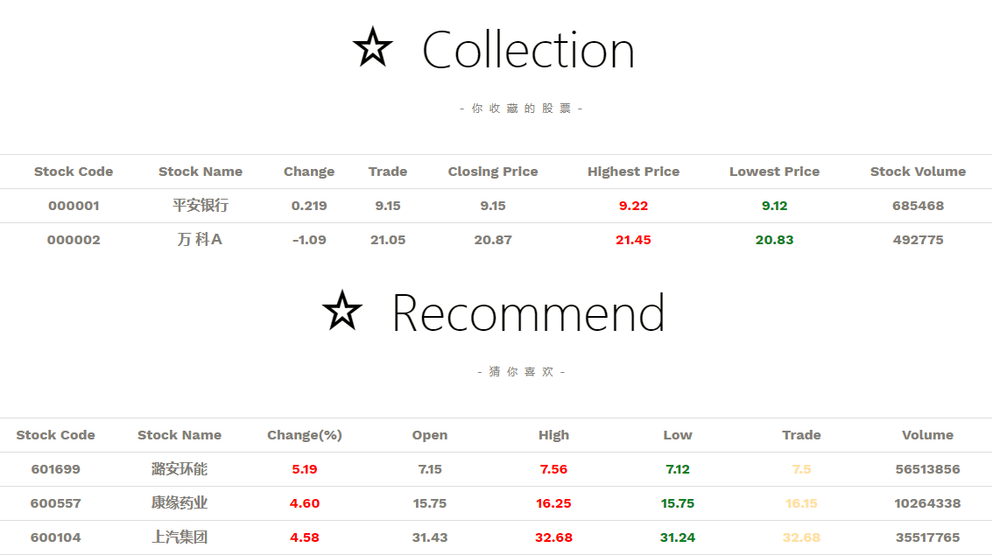 ☆ Collection
- 你收藏的股票 -
Stock Code Stock Name Change Trade Closing Price Highest Price Lowest Price Stock Volume
000001 平安银行 0.219 9.15 9.15 9.22 9.12 685468
000002 万 科A -1.09 21.05 20.87 21.45 20.83 492775
☆ Recommend
- 猜你喜欢 -
Stock Code Stock Name Change(%) Open High Low Trade Volume
601699 潞安环能 5.19 7.15 7.56 7.12 7.5 56513856
600557 康缘药业 4.60 15.75 16.25 15.75 16.15 10264338
600104 上汽集团 4.58 31.43 32.68 31.24 32.68 35517765